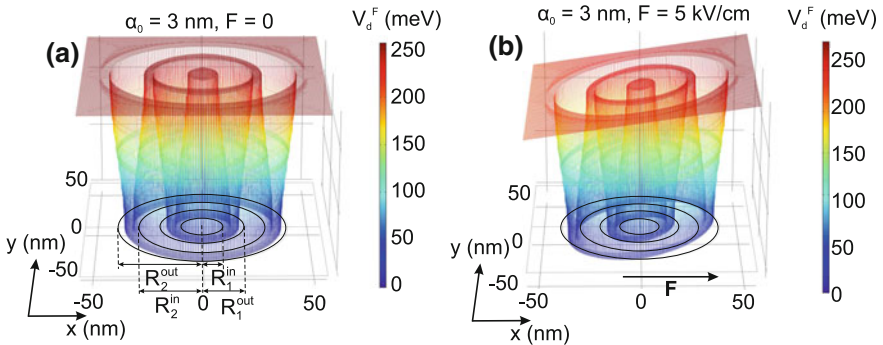 α₀ = 3 nm, F = 0
V_d^F (meV)
(a)
250
200
150
100
50
0
50
0
-50
y (nm)
R₂^out
R₁^in
R₂^in
R₁^out
-50
0
50
x (nm)
α₀ = 3 nm, F = 5 kV/cm
V_d^F (meV)
(b)
250
200
150
100
50
0
50
0
-50
y (nm)
F
-50
0
50
x (nm)